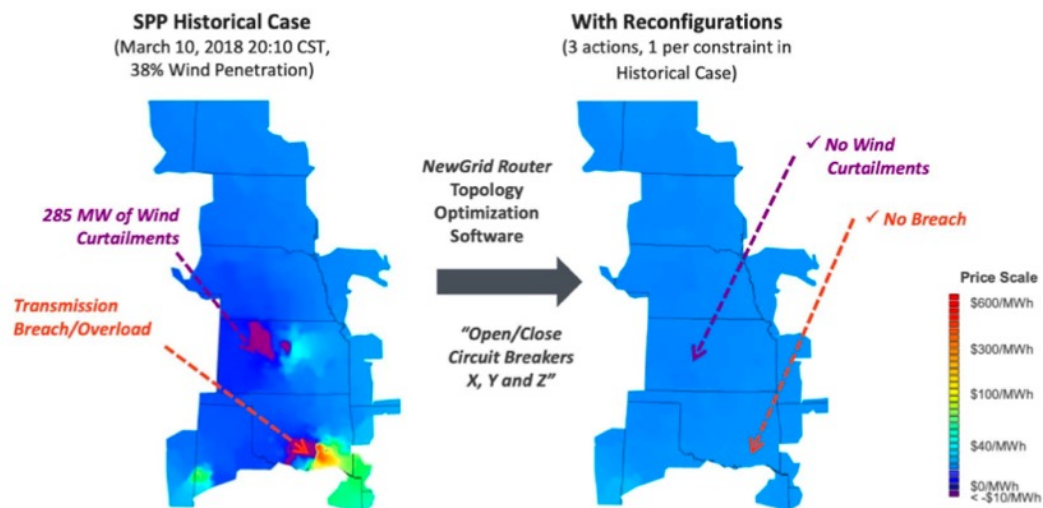 SPP Historical Case
(March 10, 2018 20:10 CST,
38% Wind Penetration)
With Reconfigurations
(3 actions, 1 per constraint in
Historical Case)
285 MW of Wind
Curtailments
Transmission
Breach/Overload
NewGrid Router
Topology
Optimization
Software
"Open/Close
Circuit Breakers
X, Y and Z"
✓ No Wind
Curtailments
✓ No Breach
Price Scale
$600/MWh
$300/MWh
$100/MWh
$40/MWh
$0/MWh
< -$10/MWh